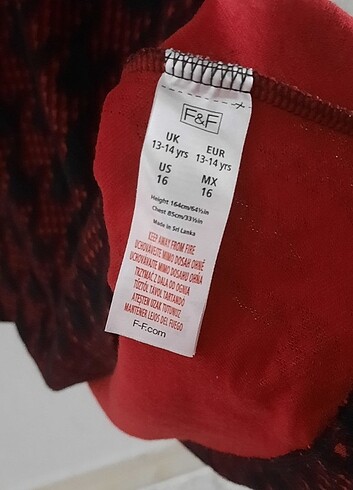 F&F
UK EUR
13-14 yrs 13-14 yrs
US MX
16 16
Height 164cm/64½in
Chest 85cm/33½in
Made in Sri Lanka
KEEP AWAY FROM FIRE
UCHOVÁVEJTE MIMO DOSAH OHNĚ
UCHOVÁVAJTE MIMO DOSAHU OHŇA
TRZYMAĆ Z DALA OD OGNIA
TŰZTŐL TÁVOL TARTANDÓ
ATEŞTEN UZAK TUTUNUZ
MANTENER LEJOS DEL FUEGO
F-F.com